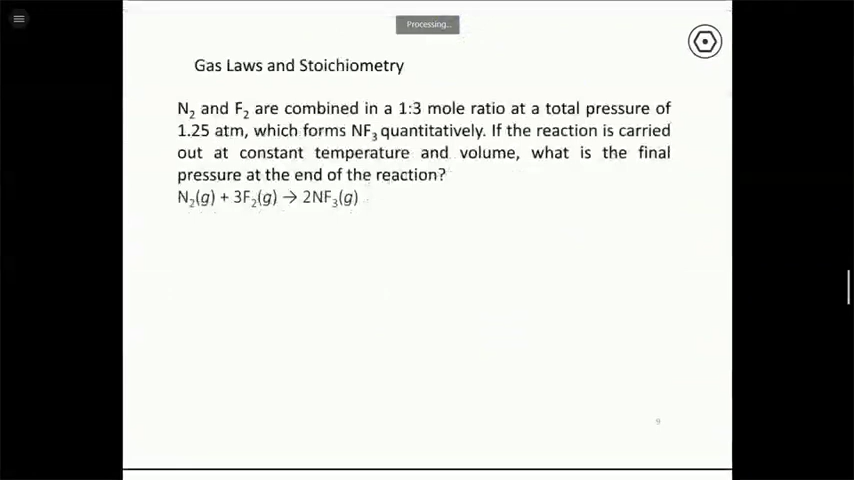 Processing...
Gas Laws and Stoichiometry
N₂ and F₂ are combined in a 1:3 mole ratio at a total pressure of
1.25 atm, which forms NF₃ quantitatively. If the reaction is carried
out at constant temperature and volume, what is the final
pressure at the end of the reaction?
N₂(g) + 3F₂(g) → 2NF₃(g)
9